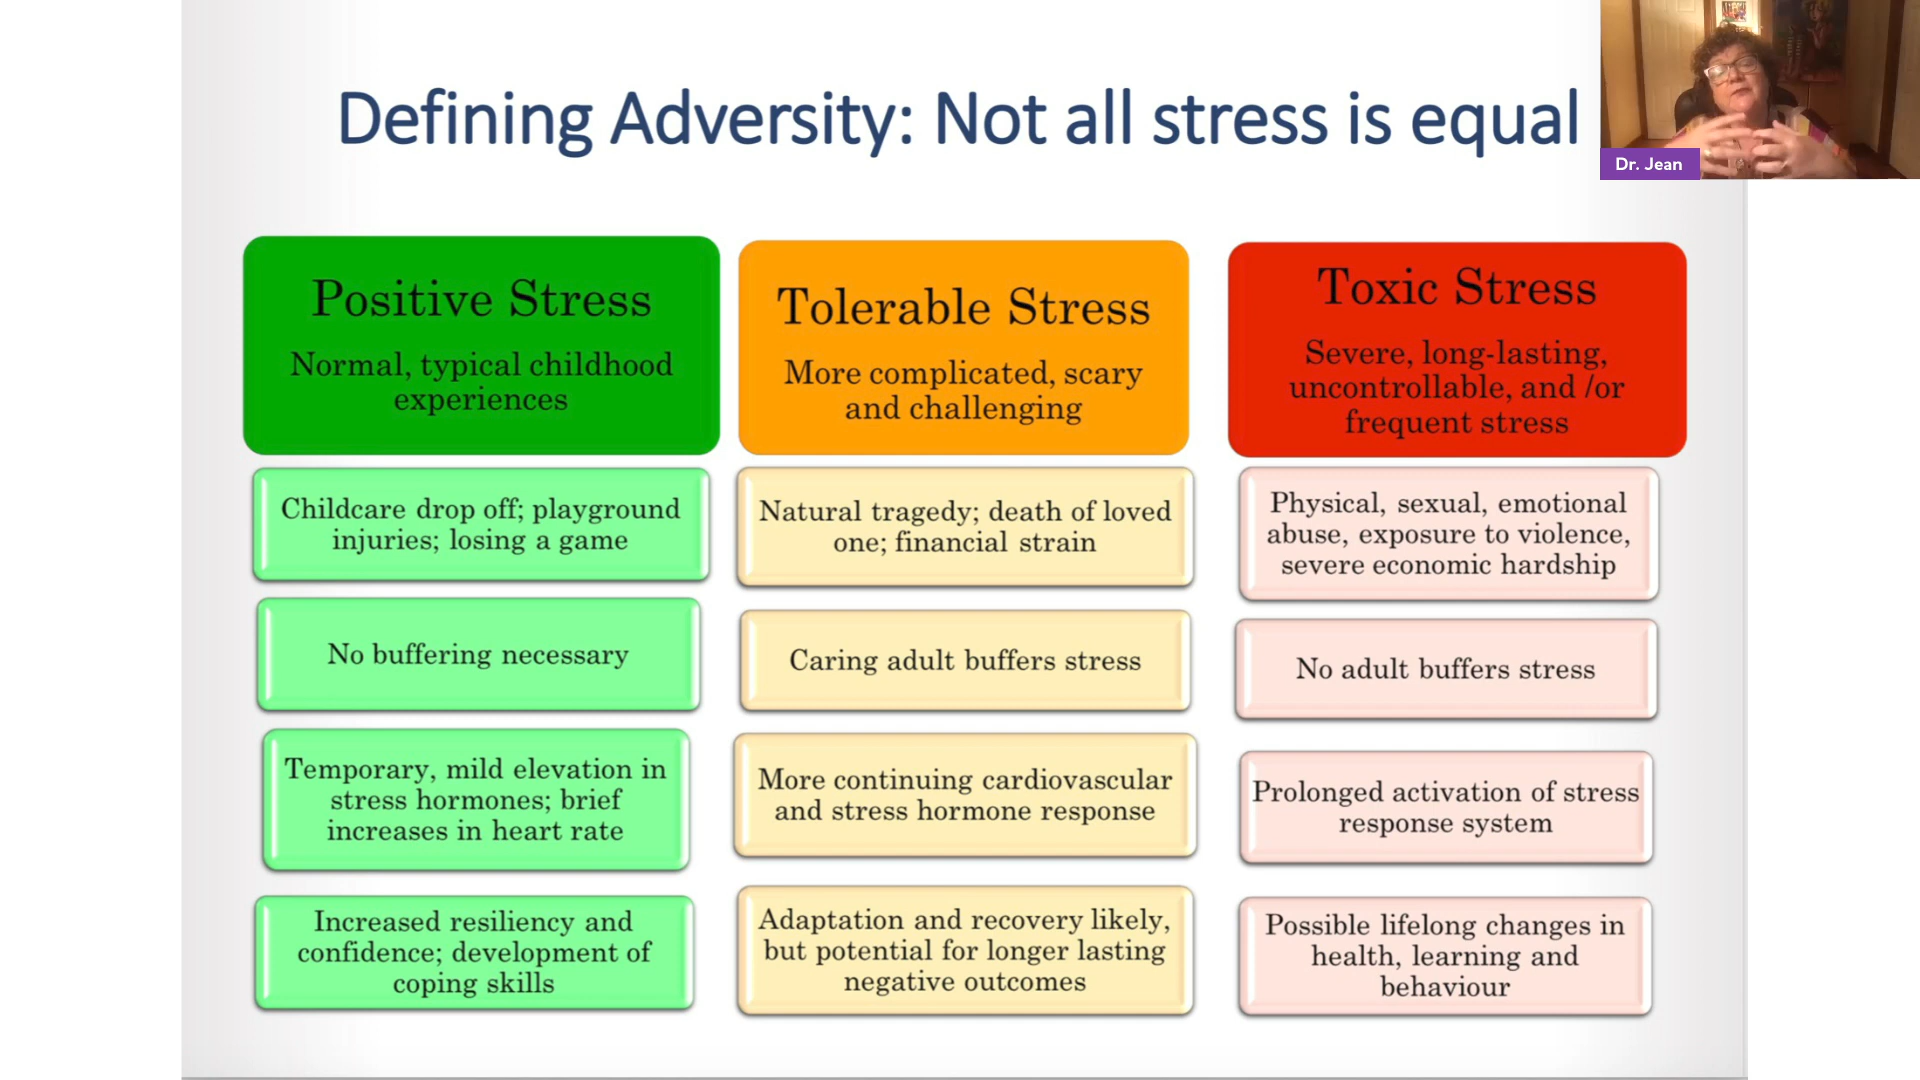 Defining Adversity: Not all stress is equal
Dr. Jean
Positive Stress
Normal, typical childhood
experiences
Childcare drop off; playground
injuries; losing a game
No buffering necessary
Temporary, mild elevation in
stress hormones; brief
increases in heart rate
Increased resiliency and
confidence; development of
coping skills
Tolerable Stress
More complicated, scary
and challenging
Natural tragedy; death of loved
one; financial strain
Caring adult buffers stress
More continuing cardiovascular
and stress hormone response
Adaptation and recovery likely,
but potential for longer lasting
negative outcomes
Toxic Stress
Severe, long-lasting,
uncontrollable, and /or
frequent stress
Physical, sexual, emotional
abuse, exposure to violence,
severe economic hardship
No adult buffers stress
Prolonged activation of stress
response system
Possible lifelong changes in
health, learning and
behaviour